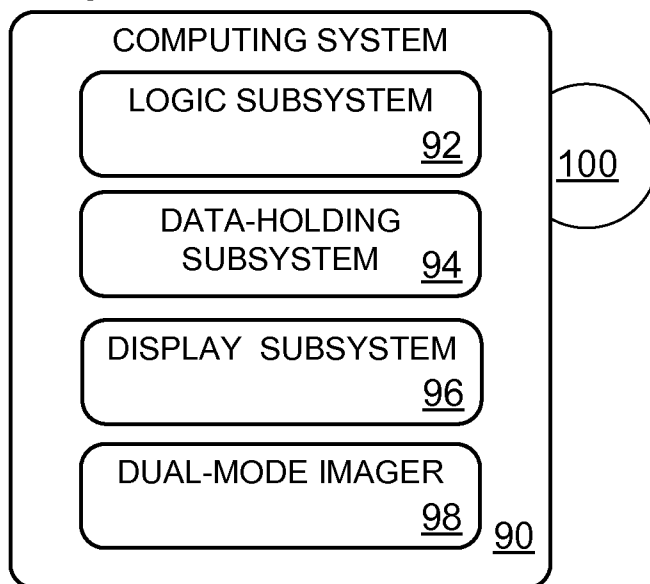 COMPUTING SYSTEM
LOGIC SUBSYSTEM
92
100
DATA-HOLDING
SUBSYSTEM 94
DISPLAY SUBSYSTEM
96
DUAL-MODE IMAGER
98
90